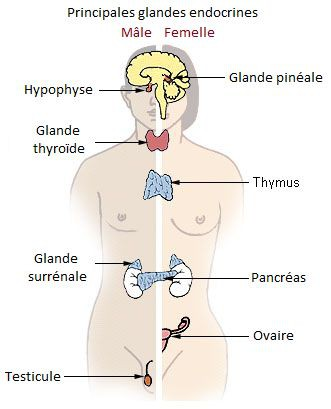 Principales glandes endocrines
Mâle Femelle
Glande pinéale
Hypophyse
Glande
thyroïde
Thymus
Glande
surrénale
Pancréas
Ovaire
Testicule